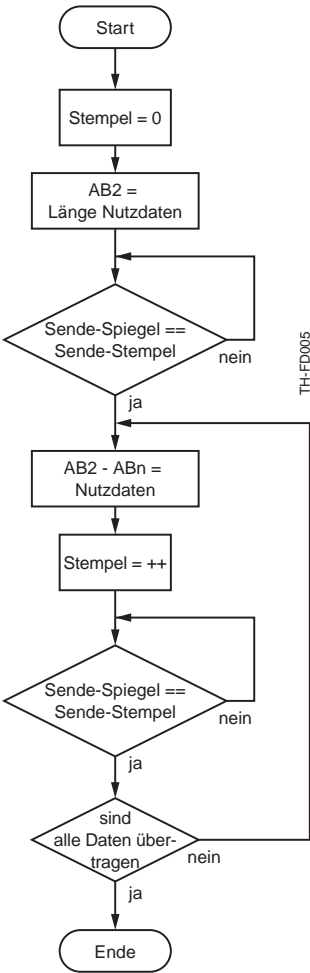 Start
Stempel = 0
AB2 =
Länge Nutzdaten
Sende-Spiegel ==
Sende-Stempel
nein
ja
AB2 - ABn =
Nutzdaten
Stempel = ++
Sende-Spiegel ==
Sende-Stempel
nein
ja
sind
alle Daten über-
tragen
nein
ja
Ende
TH-FD005